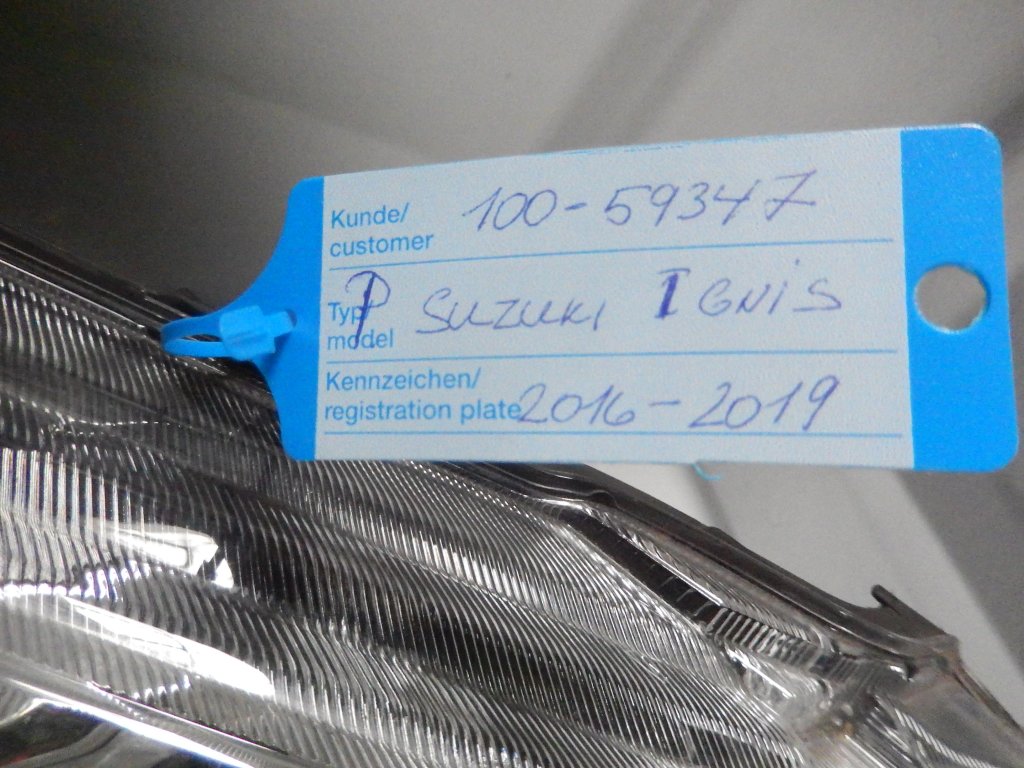 Kunde/ 100-59347
customer
Typ P SUZUKI IGNIS
model
Kennzeichen/
registration plate 2016-2019